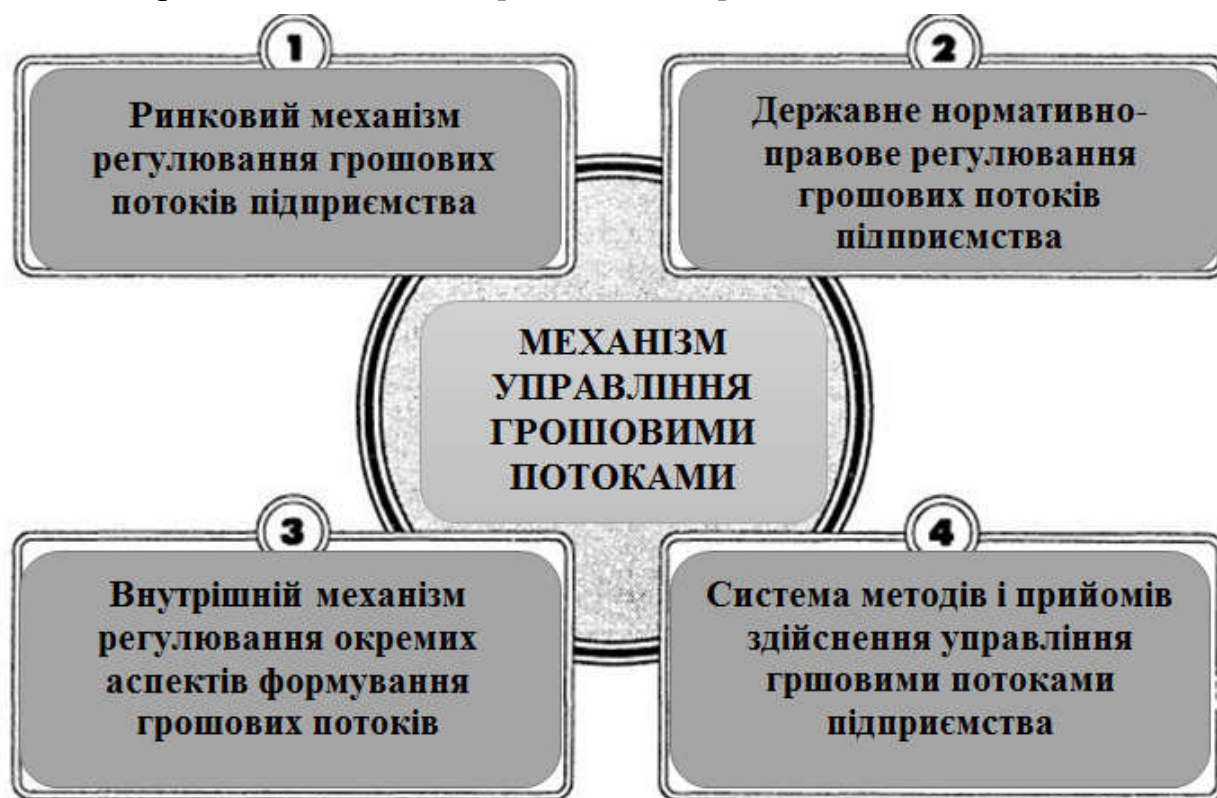 1
Ринковий механізм
регулювання грошових
потоків підприємства
2
Державне нормативно-
правове регулювання
грошових потоків
підприємства
МЕХАНІЗМ
УПРАВЛІННЯ
ГРОШОВИМИ
ПОТОКАМИ
3
Внутрішній механізм
регулювання окремих
аспектів формування
грошових потоків
4
Система методів і прийомів
здійснення управління
гршовими потоками
підприємства